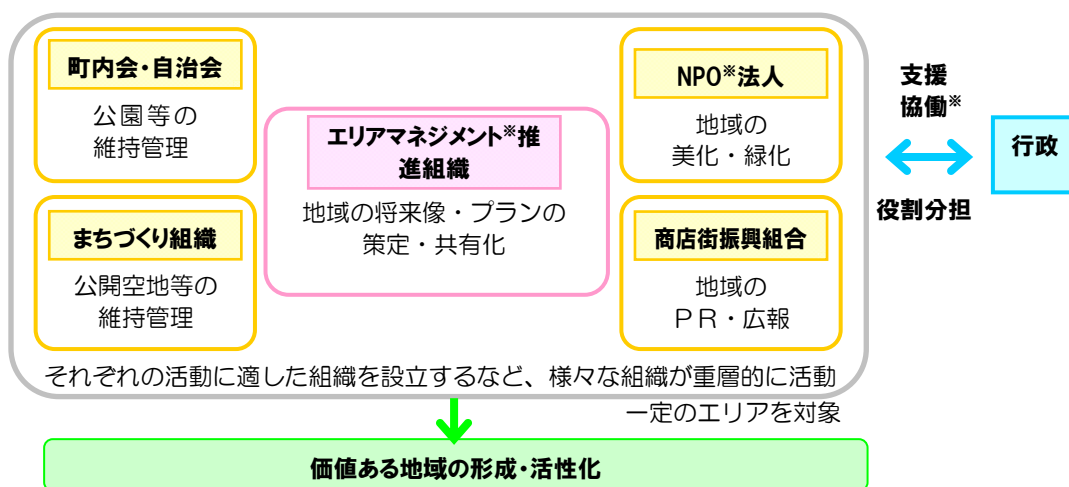 町内会・自治会
公園等の
維持管理
まちづくり組織
公開空地等の
維持管理
エリアマネジメント※推
進組織
地域の将来像・プランの
策定・共有化
NPO※法人
地域の
美化・緑化
商店街振興組合
地域の
ＰＲ・広報
それぞれの活動に適した組織を設立するなど、様々な組織が重層的に活動
一定のエリアを対象
支援
協働※
役割分担
行政
価値ある地域の形成・活性化